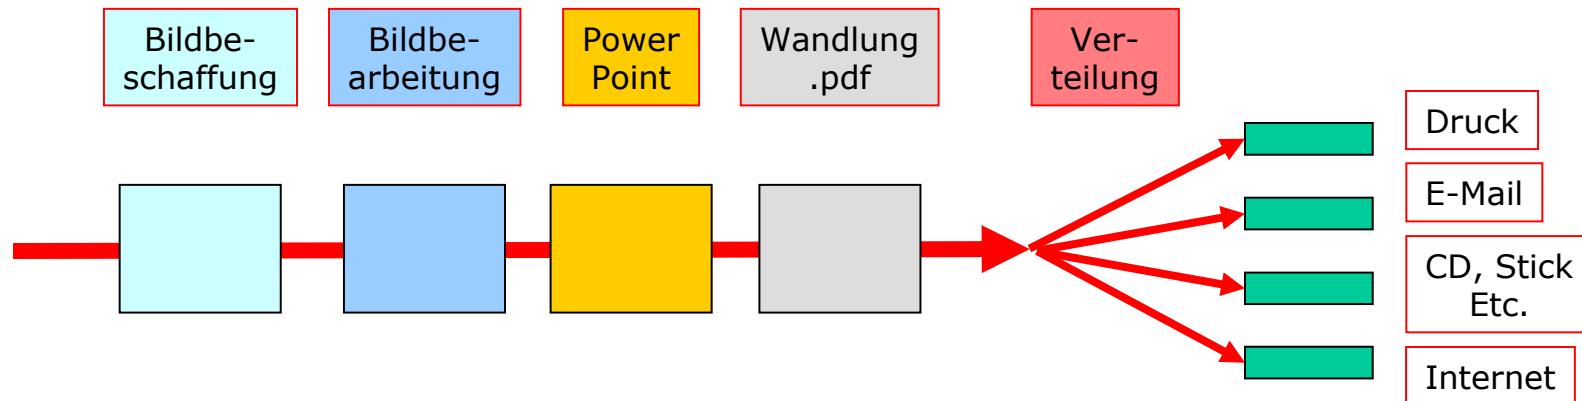 Bildbe-
schaffung
Bildbe-
arbeitung
Power
Point
Wandlung
.pdf
Ver-
teilung
Druck
E-Mail
CD, Stick
Etc.
Internet